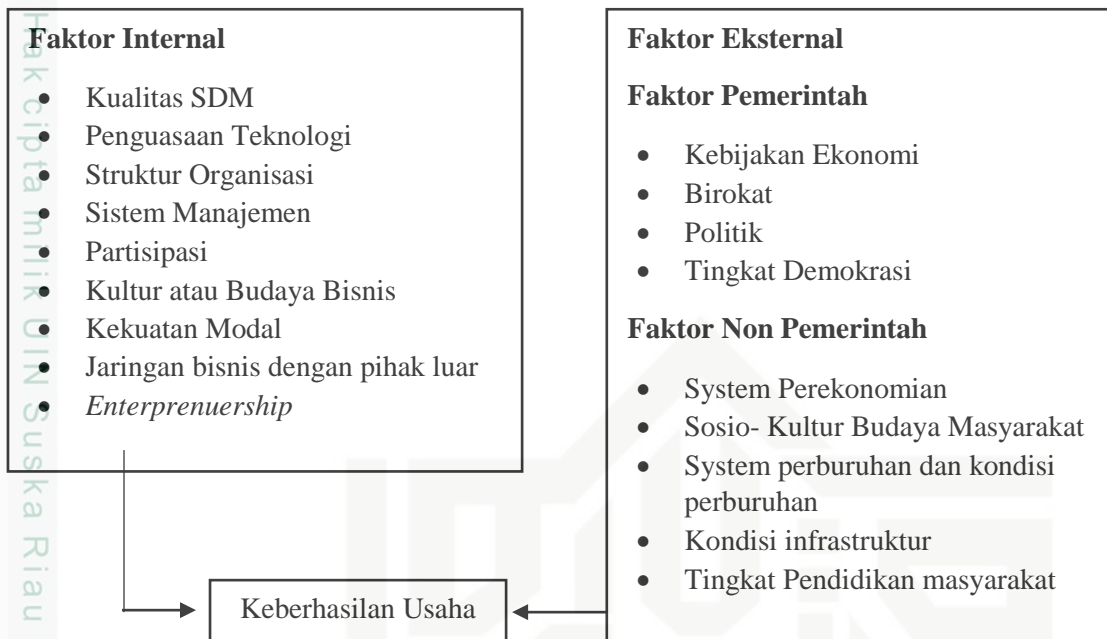 Faktor Internal
• Kualitas SDM
• Penguasaan Teknologi
• Struktur Organisasi
• Sistem Manajemen
• Partisipasi
• Kultur atau Budaya Bisnis
• Kekuatan Modal
• Jaringan bisnis dengan pihak luar
• Enterprenuership
Faktor Eksternal
Faktor Pemerintah
• Kebijakan Ekonomi
• Birokat
• Politik
• Tingkat Demokrasi
Faktor Non Pemerintah
• System Perekonomian
• Sosio- Kultur Budaya Masyarakat
• System perburuhan dan kondisi
perburuhan
• Kondisi infrastruktur
• Tingkat Pendidikan masyarakat
Keberhasilan Usaha
Hak cipta milik UIN Suska Riau